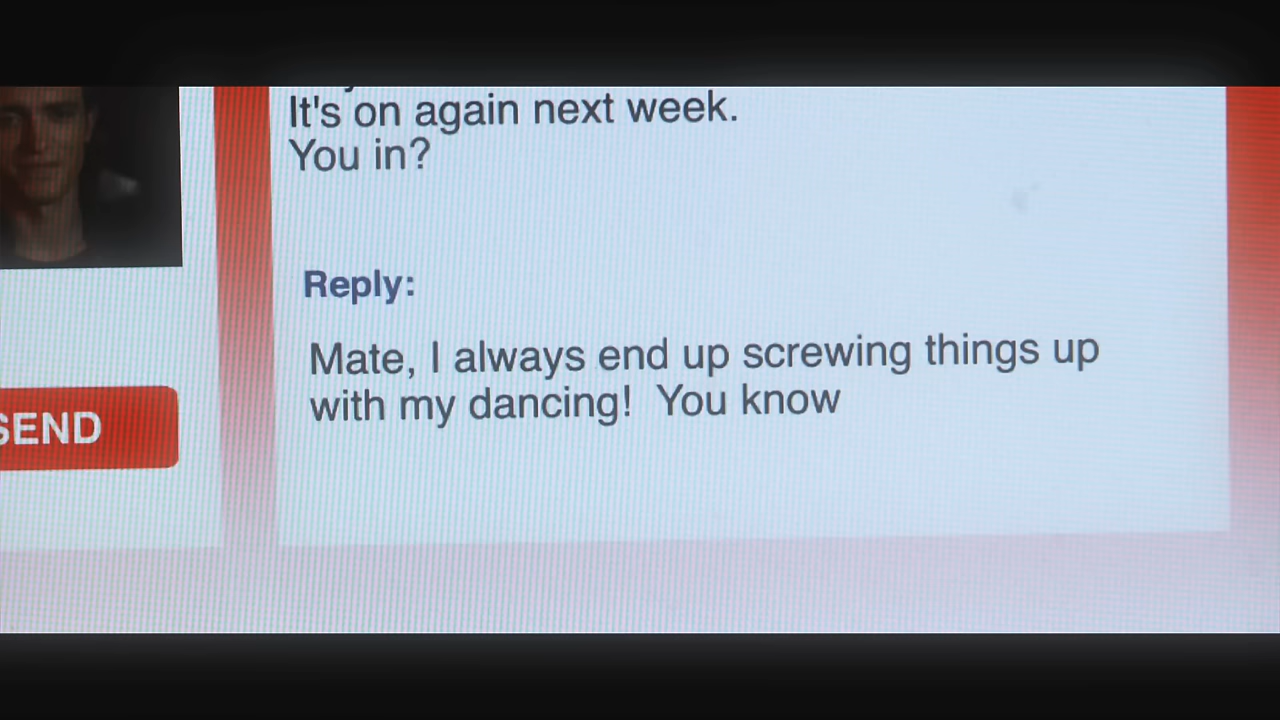 It's on again next week.
You in?
Reply:
Mate, I always end up screwing things up
with my dancing!  You know
SEND